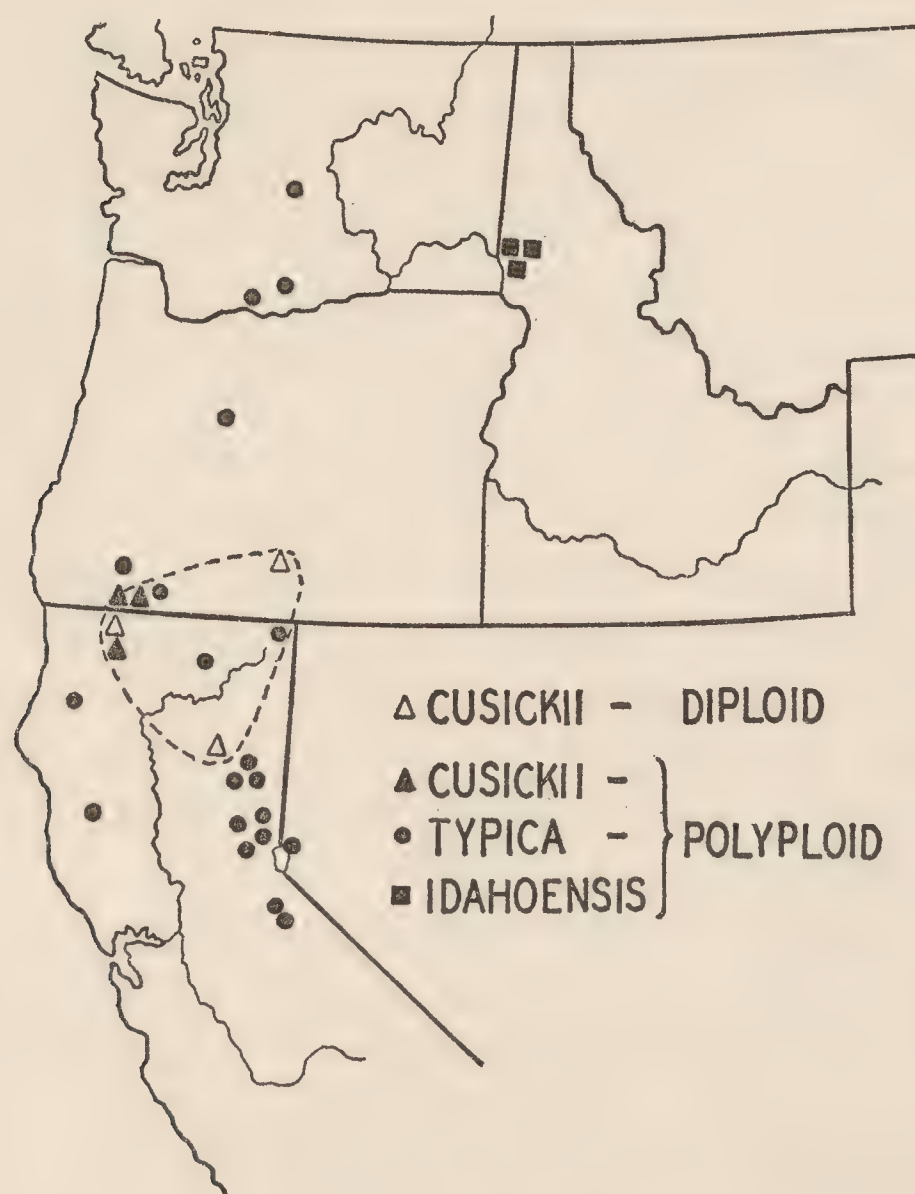 △ CUSICKII – DIPLOID
▲ CUSICKII –
● TYPICA – POLYPLOID
■ IDAHOENSIS